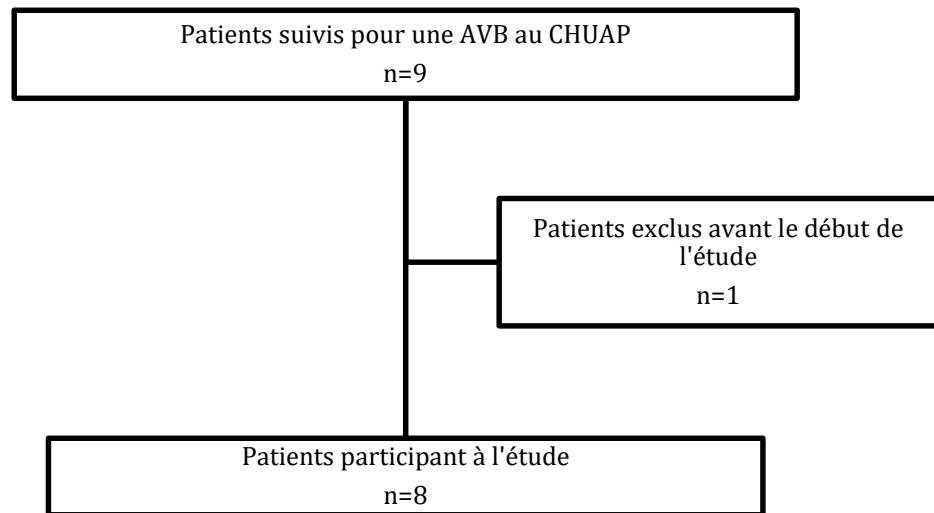 Patients suivis pour une AVB au CHUAP
n=9
Patients exclus avant le début de
l'étude
n=1
Patients participant à l'étude
n=8